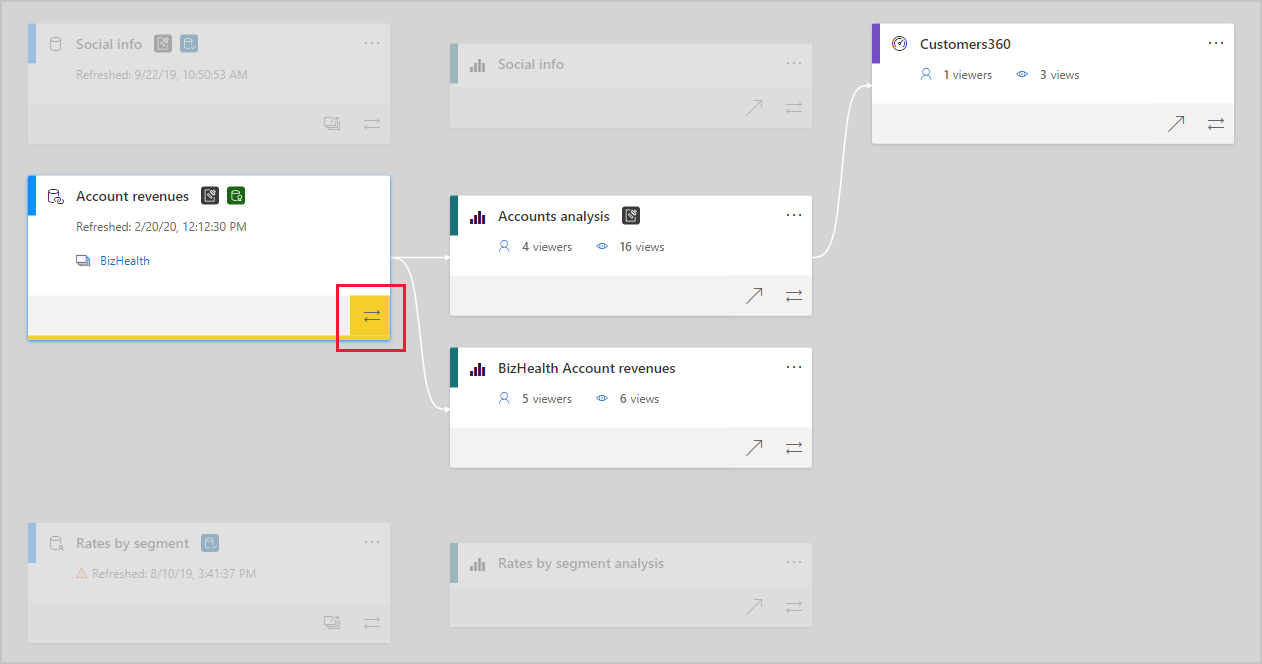 Social info
Refreshed: 9/22/19, 10:50:53 AM
Social info
Customers360
1 viewers 3 views
Account revenues
Refreshed: 2/20/20, 12:12:30 PM
BizHealth
Accounts analysis
4 viewers 16 views
BizHealth Account revenues
5 viewers 6 views
Rates by segment
Refreshed: 8/10/19, 3:41:37 PM
Rates by segment analysis